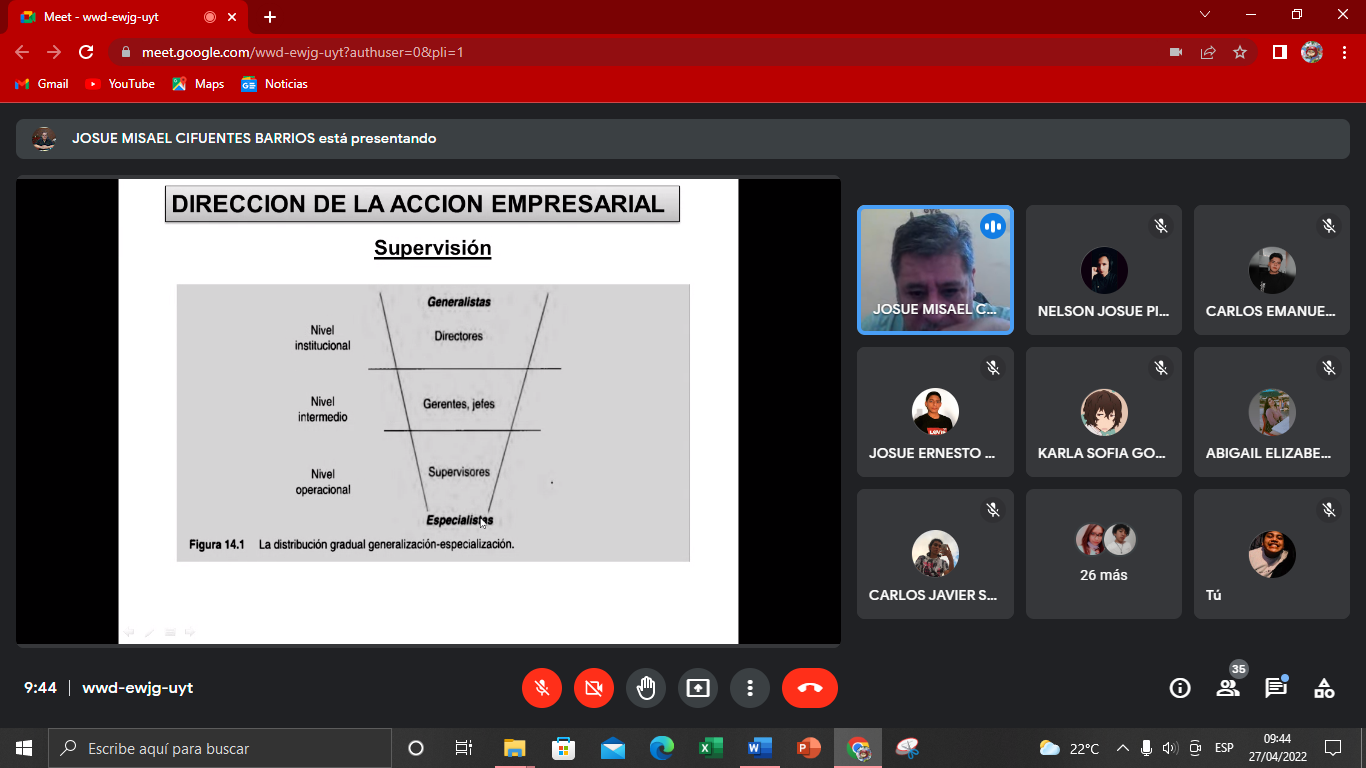 Meet - wwd-ewjg-uyt
meet.google.com/wwd-ewjg-uyt?authuser=0&pli=1
Gmail
YouTube
Maps
GE
Noticias
JOSUE MISAEL CIFUENTES BARRIOS está presentando
DIRECCION DE LA ACCION EMPRESARIAL
Supervisión
Generalistas
Nivel
institucional
Directores
Nivel
intermedio
Gerentes, jefes
Nivel
operacional
Supervisores
Especialistas
Figura 14.1 La distribución gradual generalización-especialización.
JOSUE MISAEL C...
NELSON JOSUE PI...
CARLOS EMANUE...
JOSUE ERNESTO ...
KARLA SOFIA GO...
ABIGAIL ELIZABE...
CARLOS JAVIER S...
26 más
Tú
9:44 | wwd-ewjg-uyt
35
Escribe aquí para buscar
22°C
ESP
09:44
27/04/2022